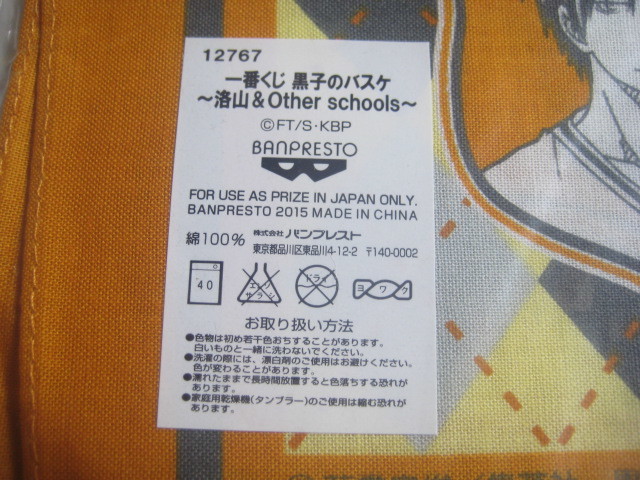 12767
一番くじ 黒子のバスケ
～洛山＆Other schools～
©FT/S・KBP
BANPRESTO
FOR USE AS PRIZE IN JAPAN ONLY.
BANPRESTO 2015 MADE IN CHINA
綿100% 株式会社 バンプレスト
東京都品川区東品川4-12-2 〒140-0002
40 エンソ サラシ ドライ ヨワク
お取り扱い方法
●色物は初め若干色おちすることがあります。
白いものと一緒に洗わないでください。
●洗濯の際には、漂白剤のご使用はお避けください。
色が変わることがあります。
●濡れたままで長時間放置すると色落ちする恐れが
あります。
●家庭用乾燥機(タンブラー)のご使用は縮む恐れが
あります。